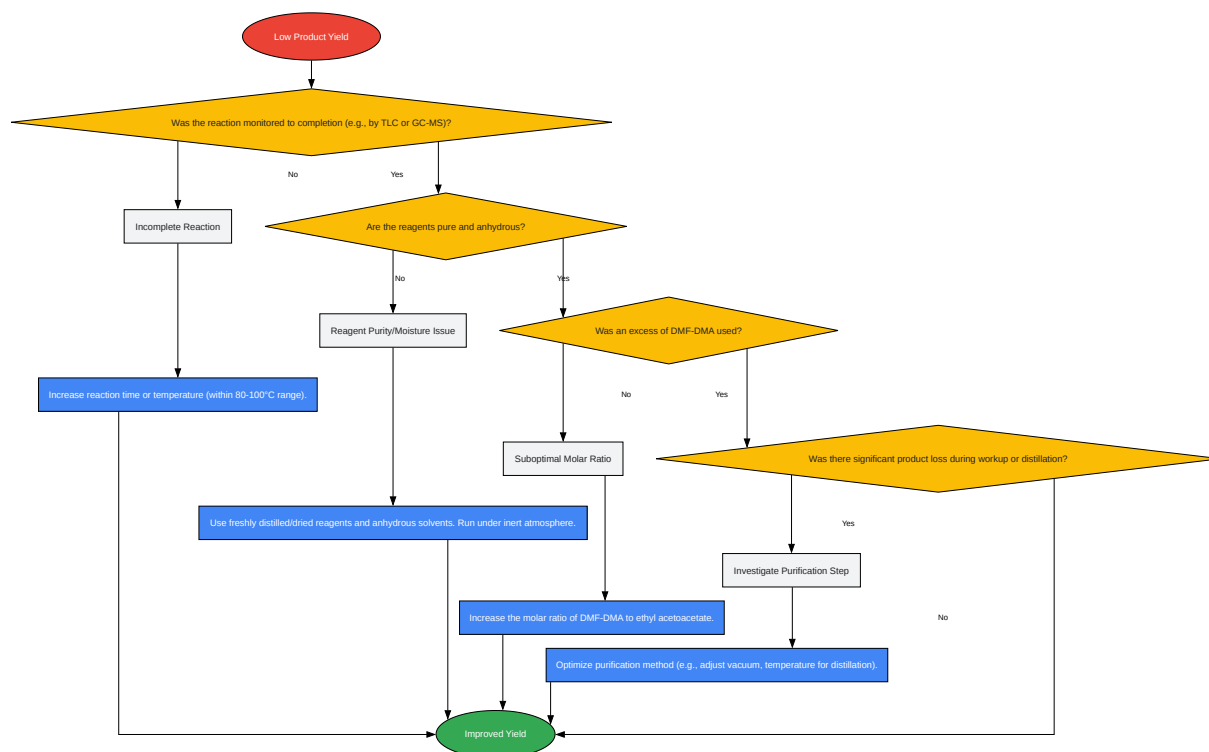 Low Product Yield
Was the reaction monitored to completion (e.g., by TLC or GC-MS)?
No
Yes
Incomplete Reaction
Are the reagents pure and anhydrous?
No
Yes
Reagent Purity/Moisture Issue
Was an excess of DMF-DMA used?
Increase reaction time or temperature (within 80-100°C range).
No
Yes
Suboptimal Molar Ratio
Was there significant product loss during workup or distillation?
Use freshly distilled/dried reagents and anhydrous solvents. Run under inert atmosphere.
Yes
Investigate Purification Step
Increase the molar ratio of DMF-DMA to ethyl acetoacetate.
No
Optimize purification method (e.g., adjust vacuum, temperature for distillation).
Improved Yield